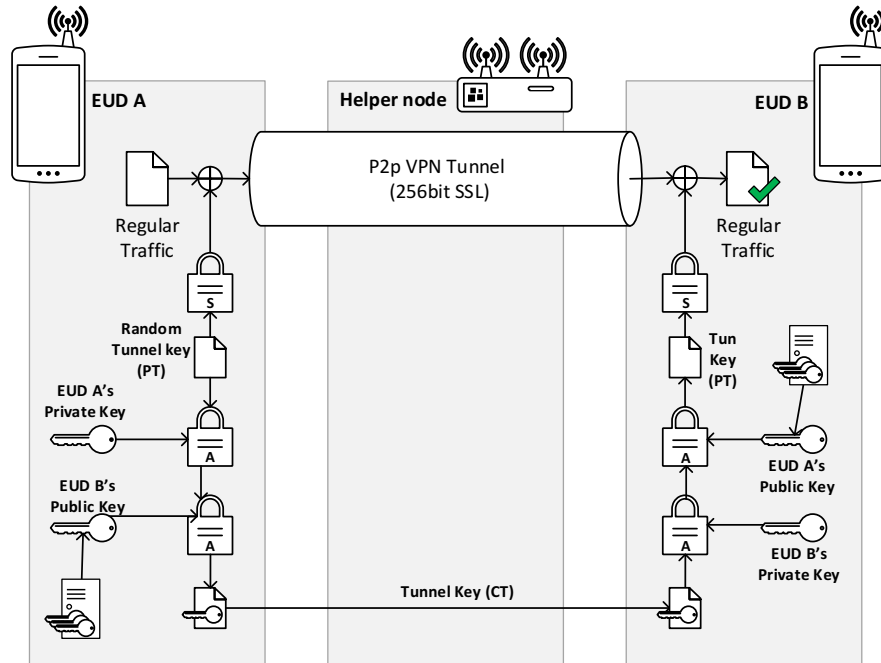 EUD A
Helper node
EUD B
P2p VPN Tunnel
(256bit SSL)
Regular
Traffic
Regular
Traffic
S
S
Random
Tunnel key
(PT)
Tun
Key
(PT)
EUD A’s
Private Key
A
A
EUD A’s
Public Key
EUD B’s
Public Key
A
A
EUD B’s
Private Key
Tunnel Key (CT)